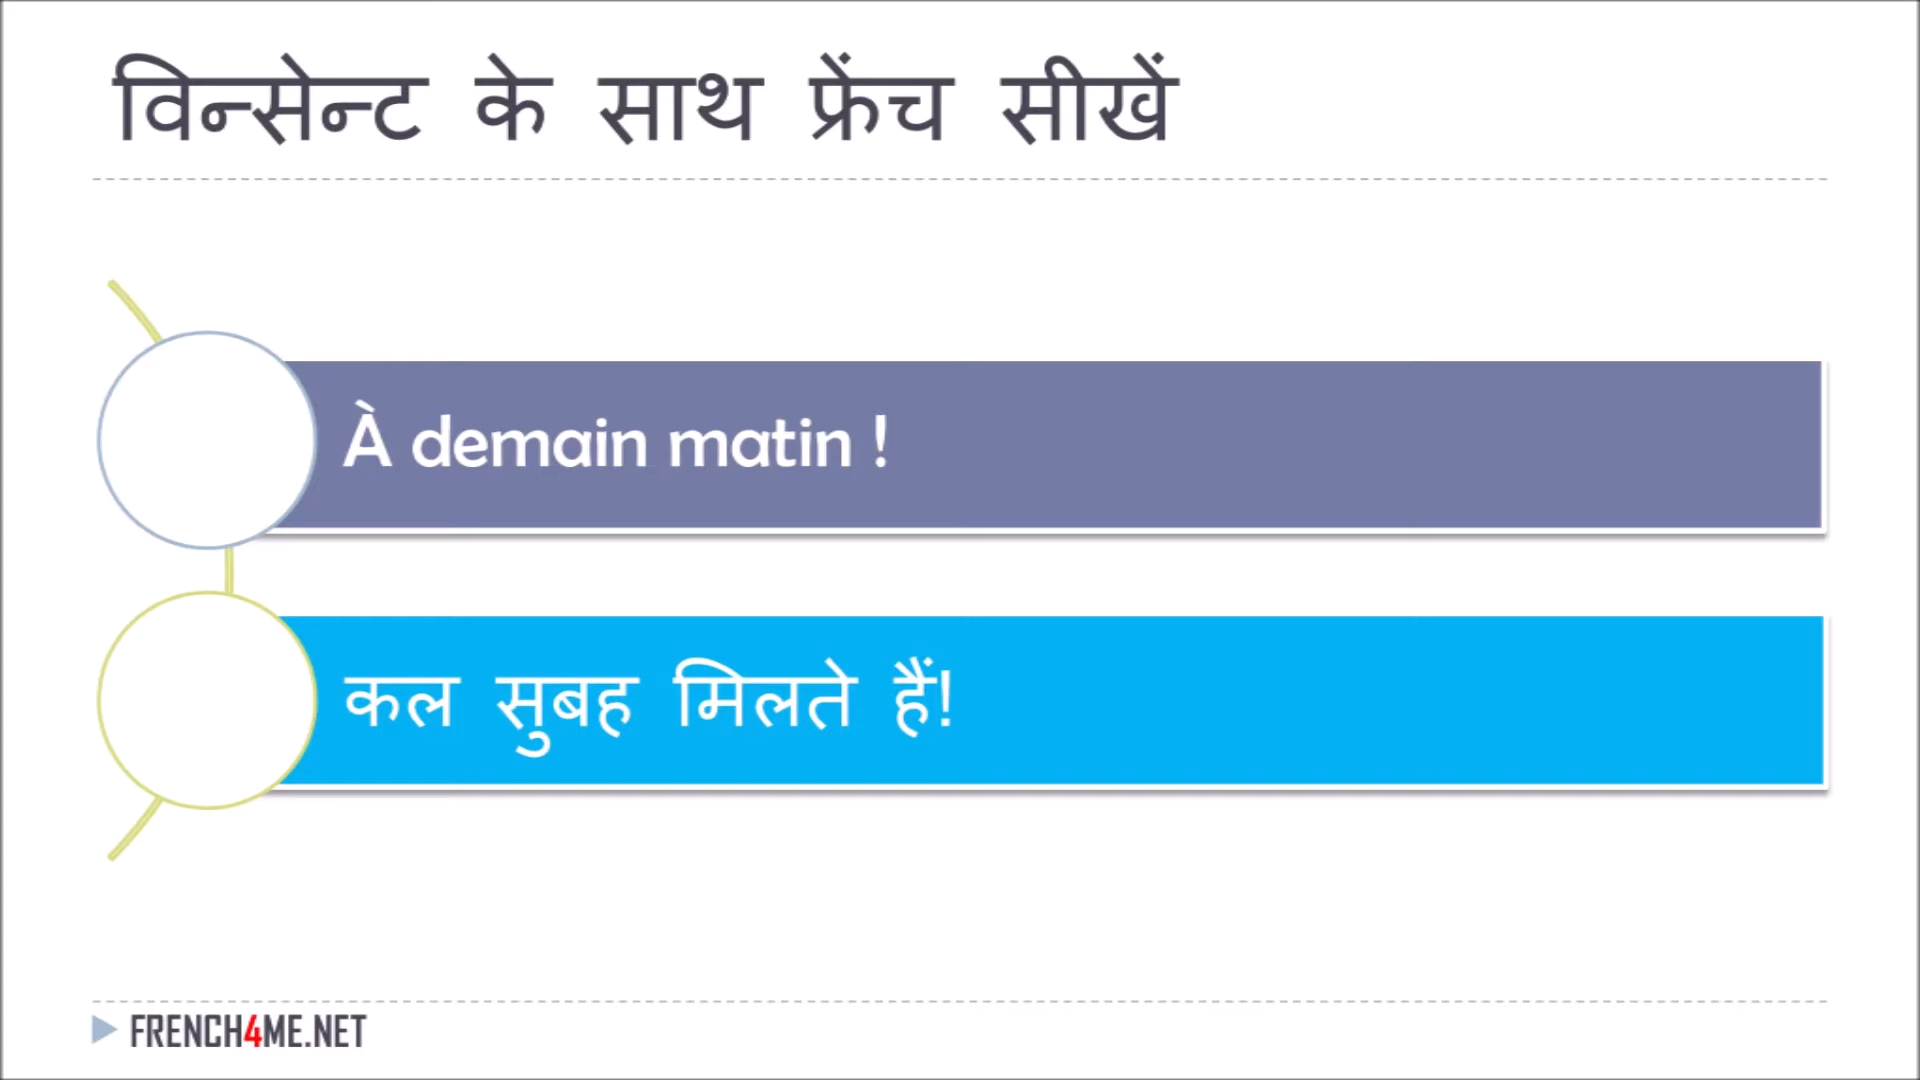 विन्सेन्ट के साथ फ्रेंच सीखें
À demain matin !
कल सुबह मिलते हैं!
FRENCH4ME.NET